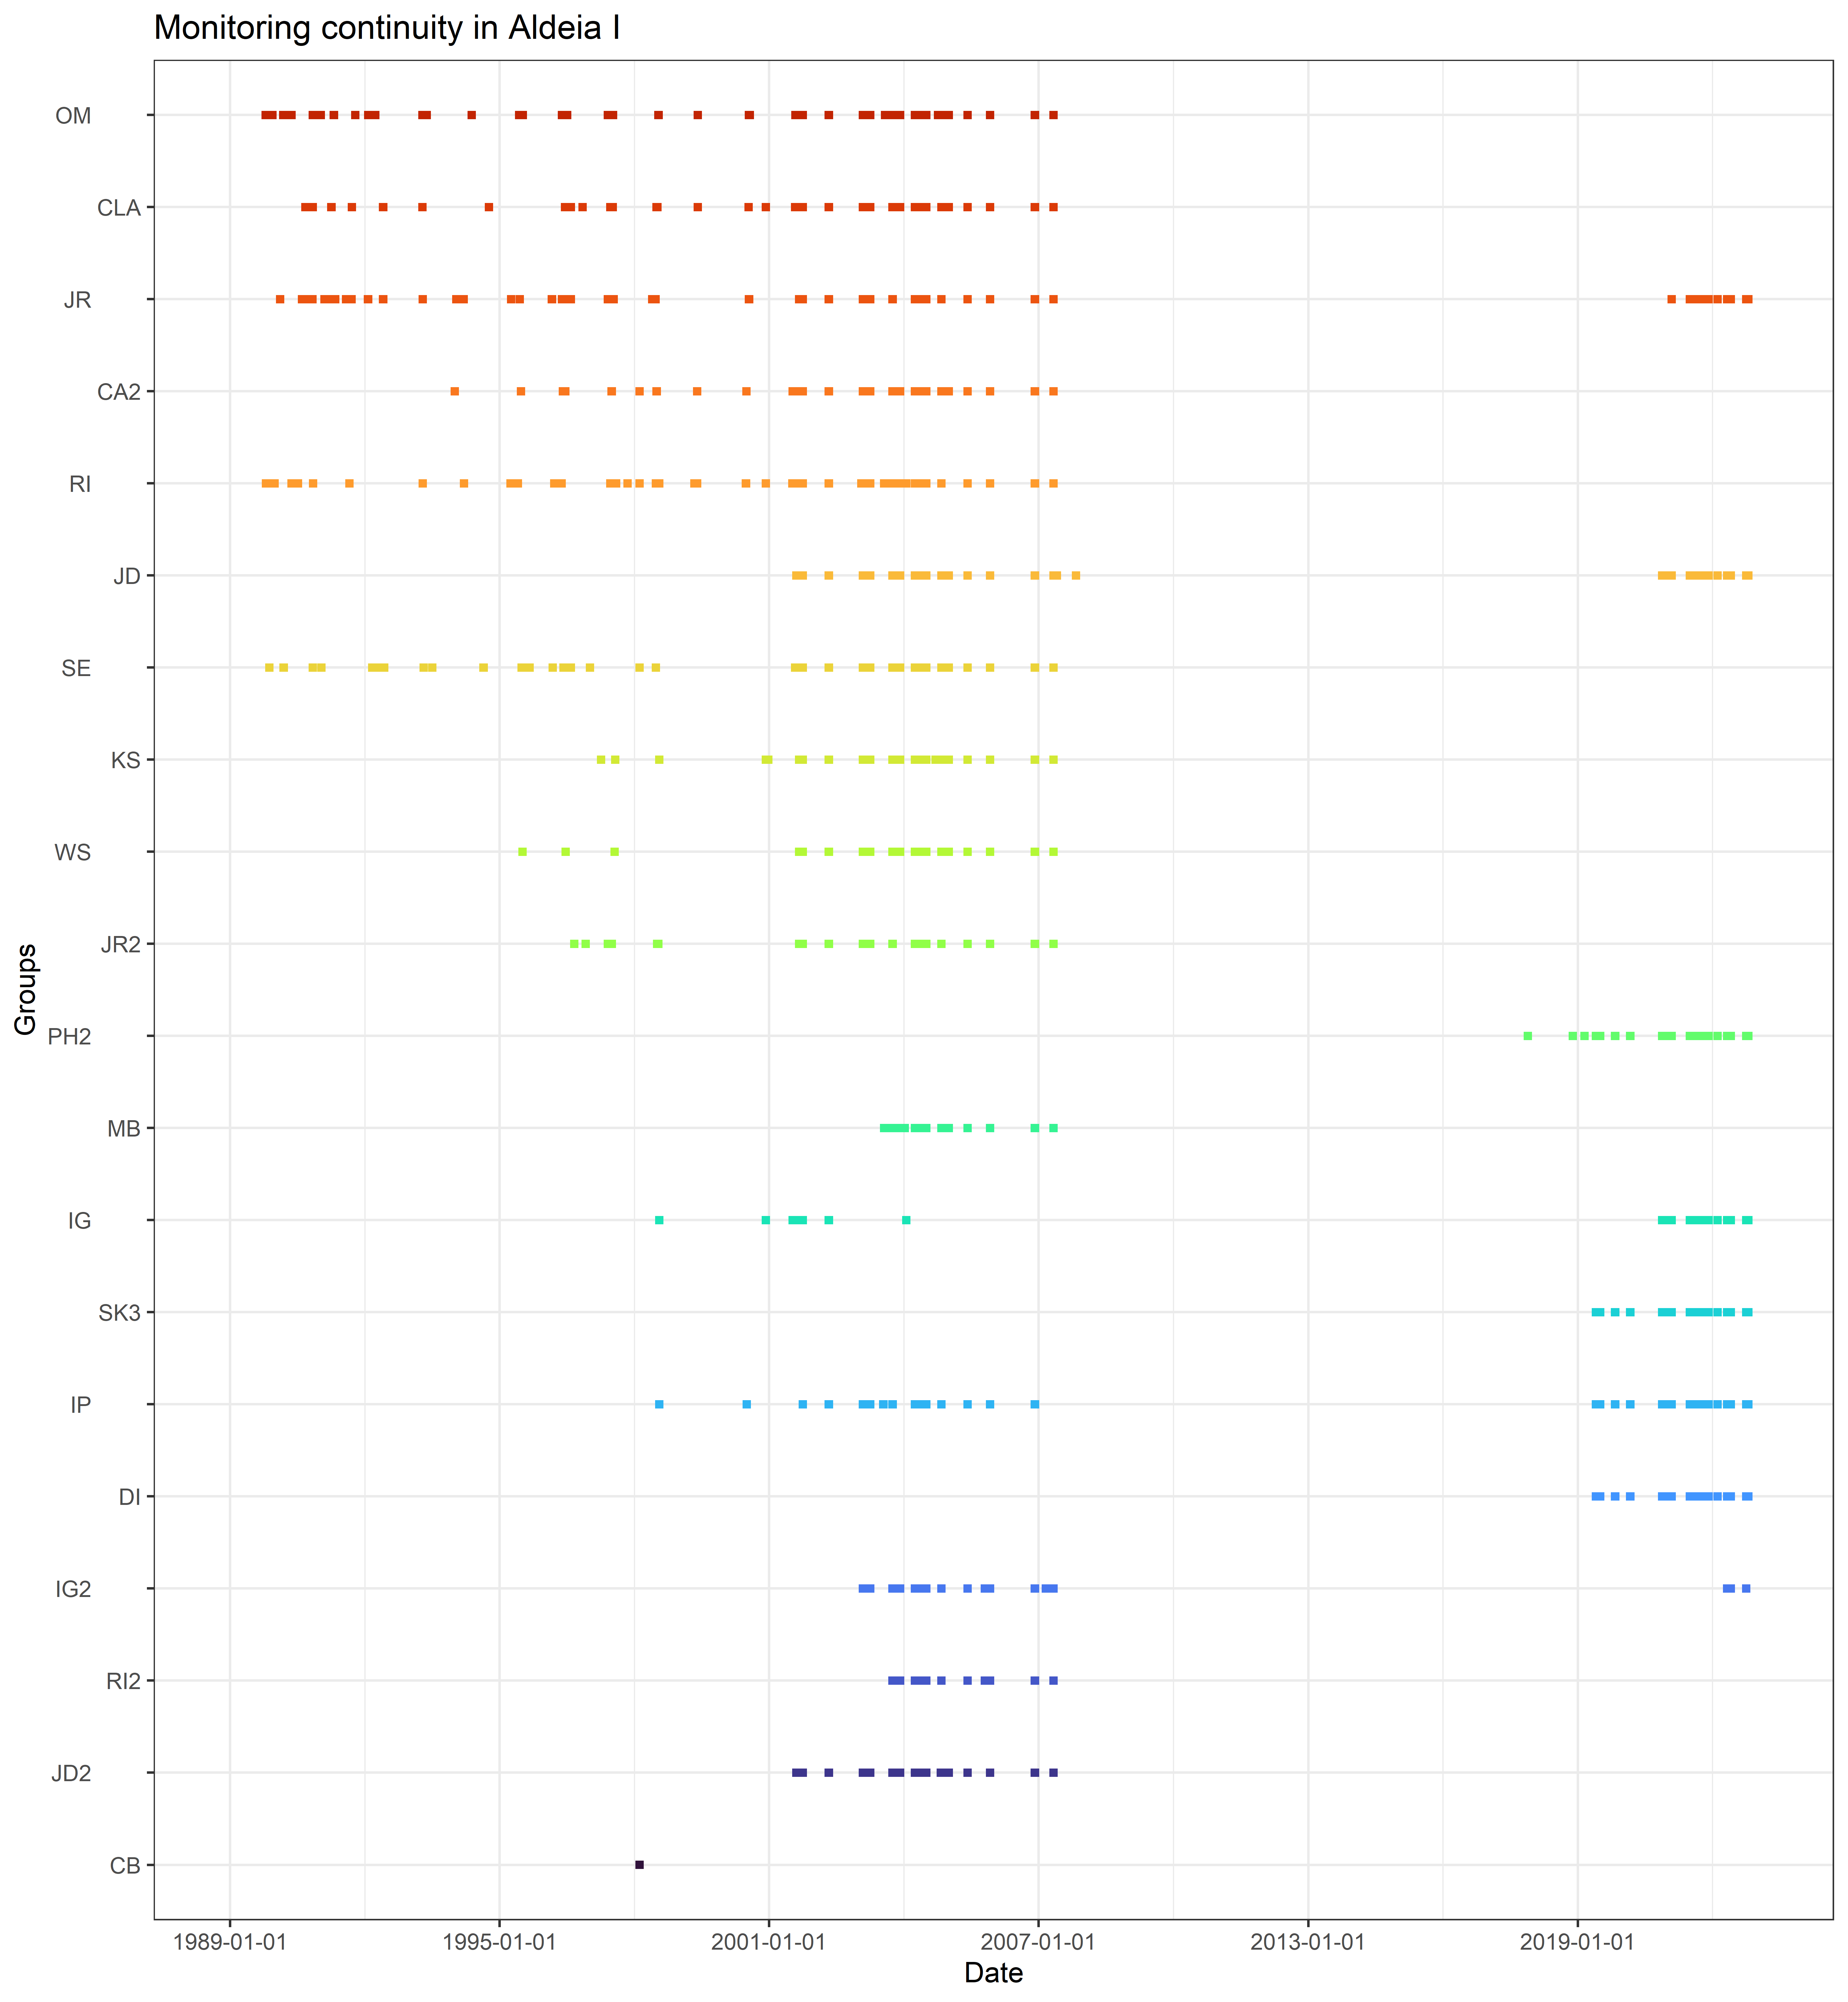 Monitoring continuity in Aldeia I
OM
CLA
JR
CA2
RI
JD
SE
KS
WS
JR2
PH2
MB
IG
SK3
IP
DI
IG2
RI2
JD2
CB
Groups
1989-01-01 1995-01-01 2001-01-01 2007-01-01 2013-01-01 2019-01-01
Date